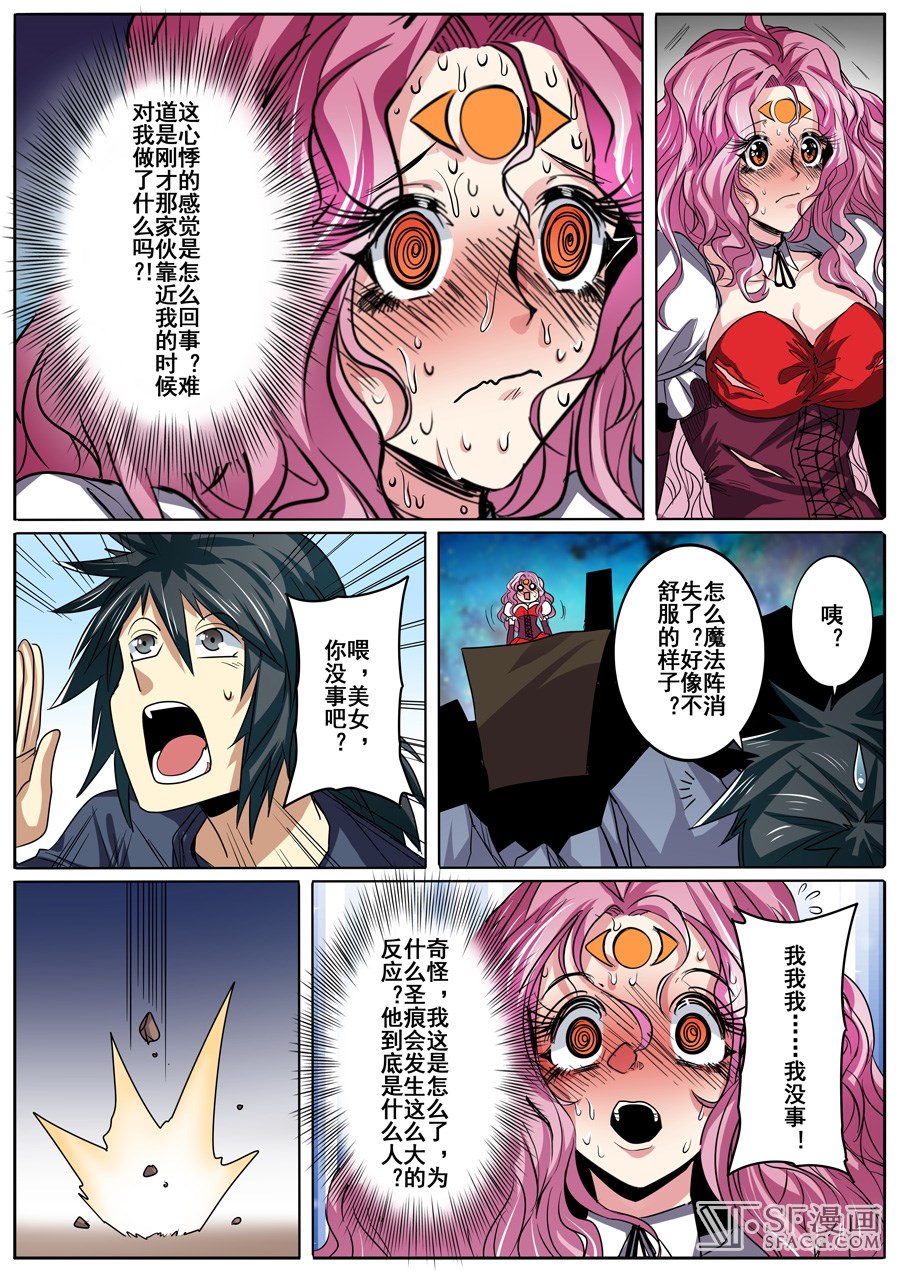 这心悸的感觉是怎么回事？难
道是刚才那家伙靠近我的时候
对我做了什么吗？！
咦？
怎么魔法阵消
失了？好像不
舒服的样子？
喂，美女，
你没事吧？
我我我……我没事！
奇怪，我这是怎么了，为
什么圣痕会发生这么大的
反应？他到底是什么人？
SF漫画
SFACG.COM